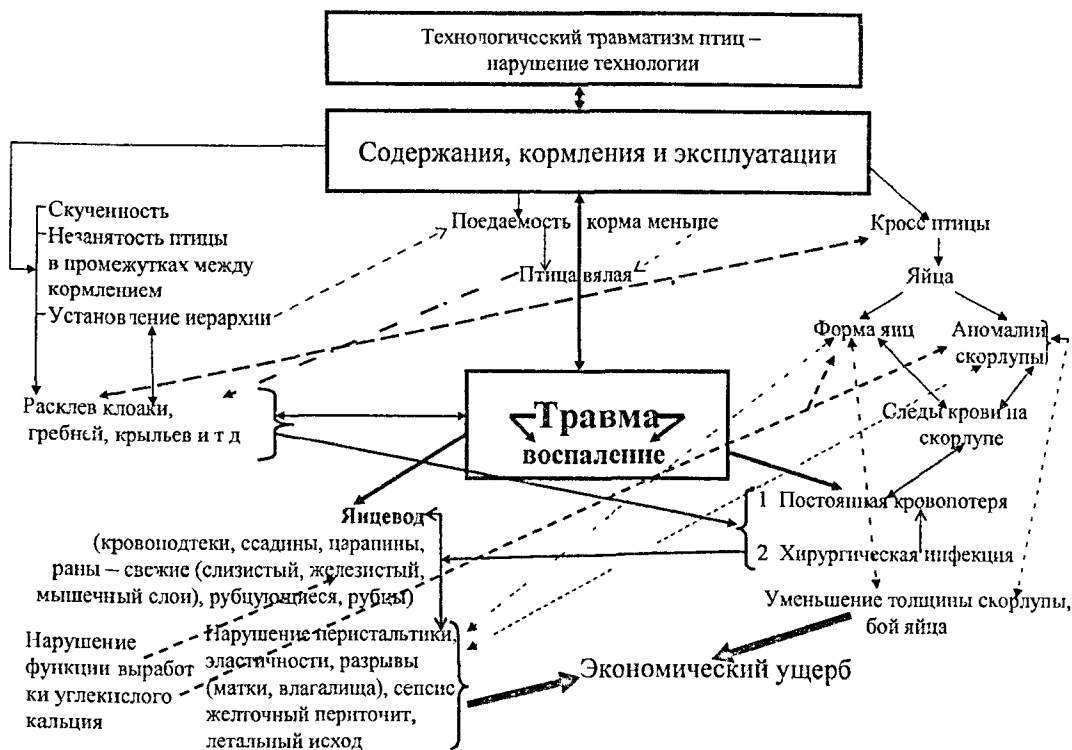 Технологический травматизм птиц –
нарушение технологии
Содержания, кормления и эксплуатации
Скученность
Незанятость птицы
в промежутках между
кормлением
Установление иерархии
Поедаемость корма меньше
Птица вялая
Кросс птицы
Яйца
Форма яиц
Аномалии
скорлупы
Следы крови на
скорлупе
Расклев клоаки,
гребней, крыльев и т д
Травма
воспаление
1 Постоянная кровопотеря
2 Хирургическая инфекция
Яйцевод
(кровоподтеки, ссадины, царапины,
раны – свежие (слизистый, железистый,
мышечный слои), рубцующиеся, рубцы)
Уменьшение толщины скорлупы,
бой яйца
Нарушение
функции выработ
ки углекислого
кальция
Нарушение перистальтики,
эластичности, разрывы
(матки, влагалища), сепсис
желточный перитонит,
летальный исход
Экономический ущерб